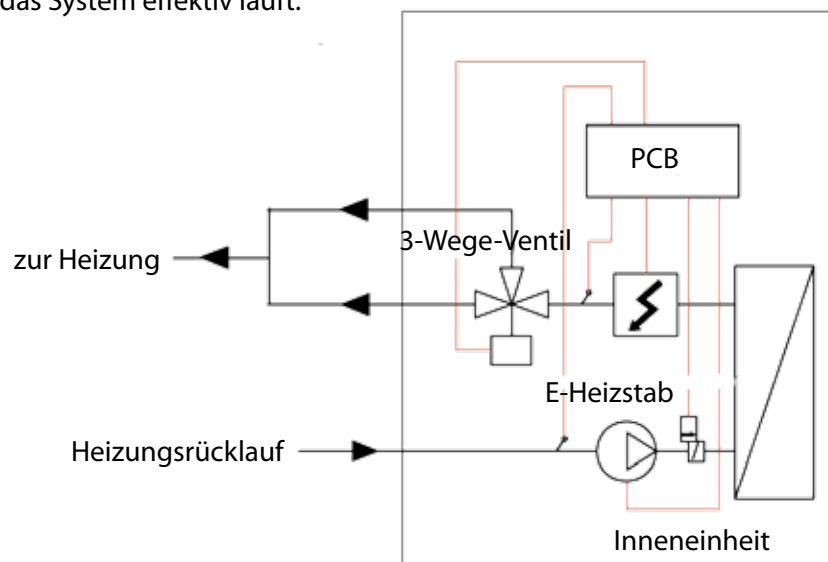 das System effektiv läuft.
PCB
3-Wege-Ventil
zur Heizung
E-Heizstab
Heizungsrücklauf
Inneneinheit